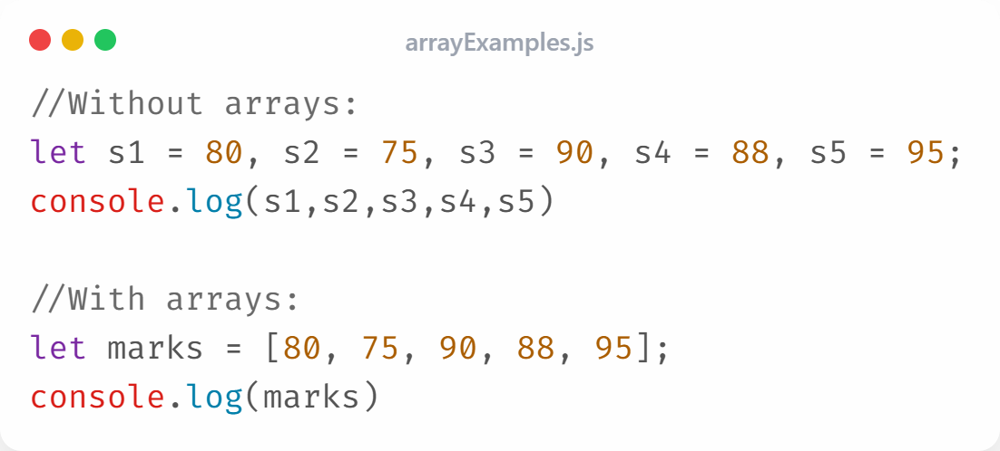 arrayExamples.js
//Without arrays:
let s1 = 80, s2 = 75, s3 = 90, s4 = 88, s5 = 95;
console.log(s1,s2,s3,s4,s5)
//With arrays:
let marks = [80, 75, 90, 88, 95];
console.log(marks)